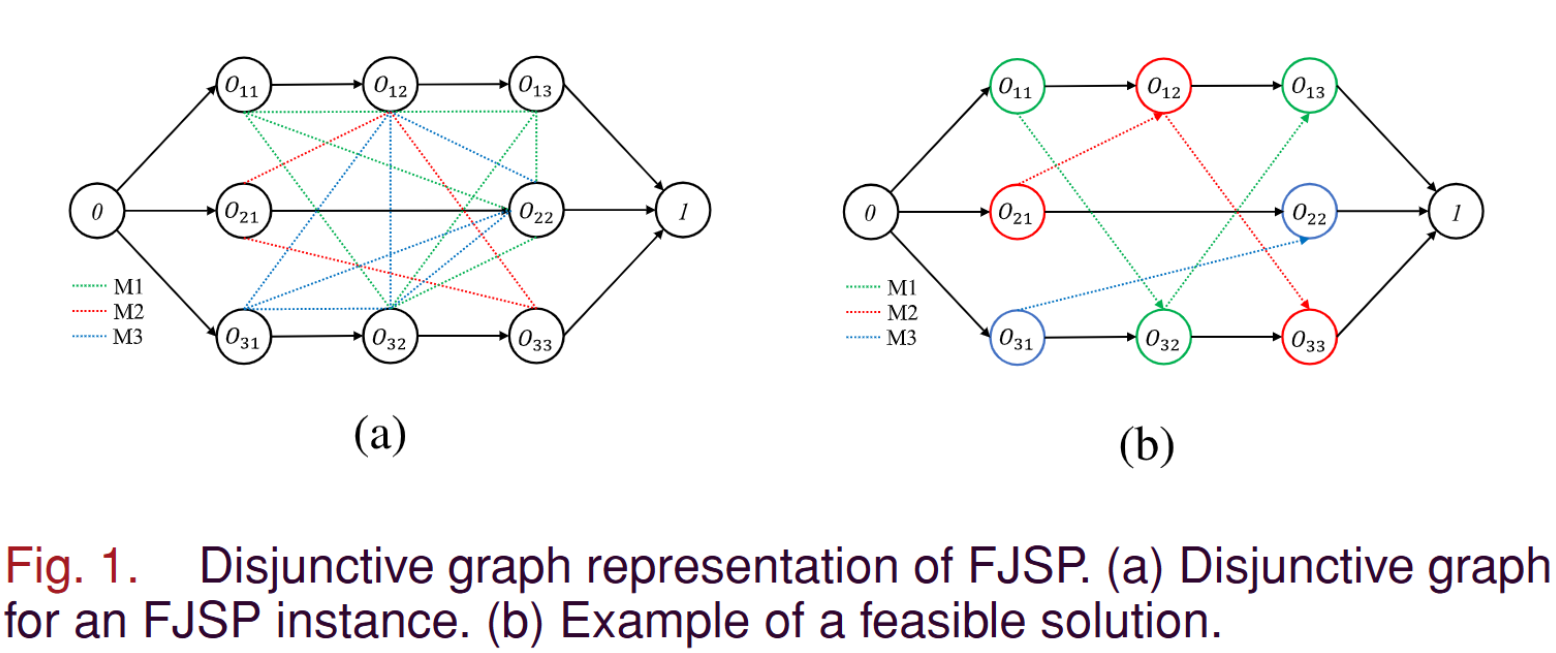 O11 O12 O13
0 O21 O22 1
M1
M2
M3
O31 O32 O33
(a)
O11 O12 O13
0 O21 O22 1
M1
M2
M3
O31 O32 O33
(b)
Fig. 1. Disjunctive graph representation of FJSP. (a) Disjunctive graph
for an FJSP instance. (b) Example of a feasible solution.